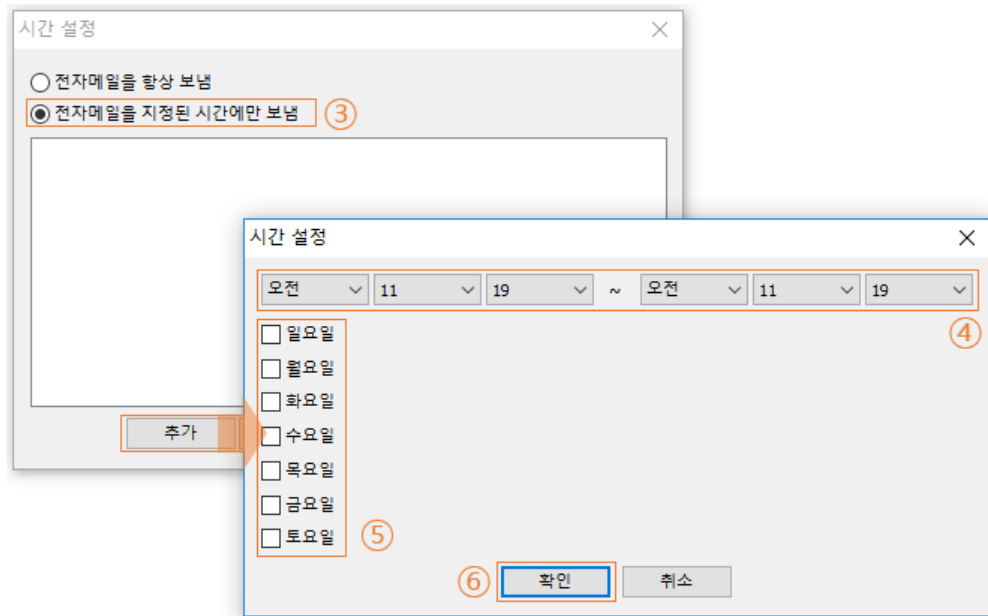 시간 설정
전자메일을 항상 보냄
전자메일을 지정된 시간에만 보냄 ③
시간 설정
오전 11 19 ~ 오전 11 19
④
일요일
월요일
화요일
추가 수요일
목요일
금요일
토요일 ⑤
⑥ 확인 취소